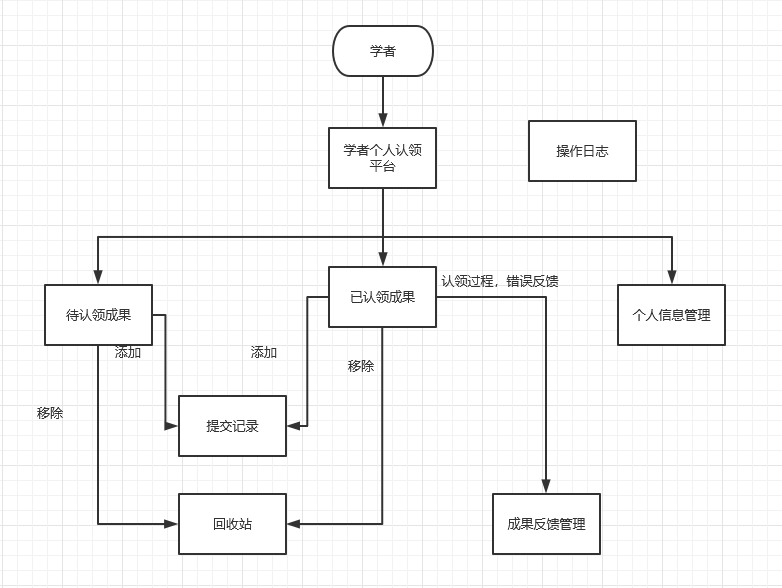 学者
学者个人认领
平台
操作日志
认领过程，错误反馈
待认领成果
已认领成果
个人信息管理
添加
添加
移除
移除
提交记录
回收站
成果反馈管理